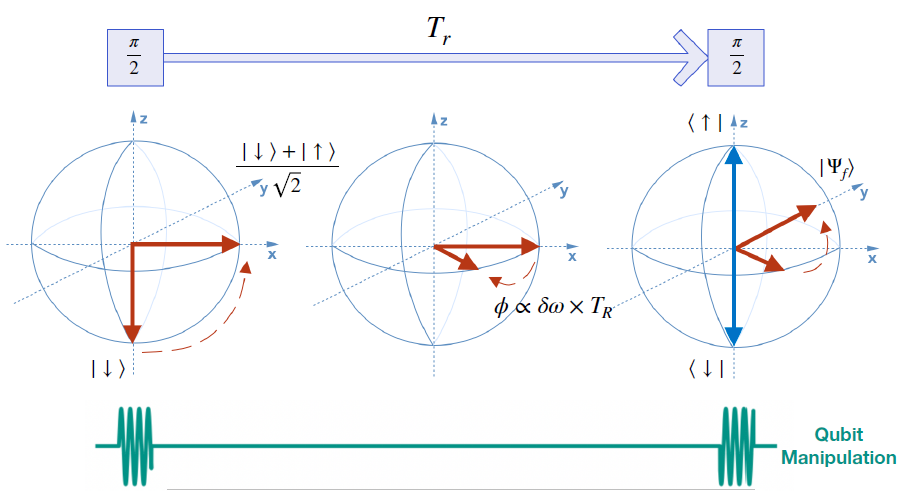 T_r
π/2
π/2
z
(|↓⟩+|↑⟩)/√2
y
x
|↓⟩
z
y
x
ϕ ∝ δω × T_R
⟨↑|
z
|Ψ_f⟩
y
x
⟨↓|
Qubit
Manipulation